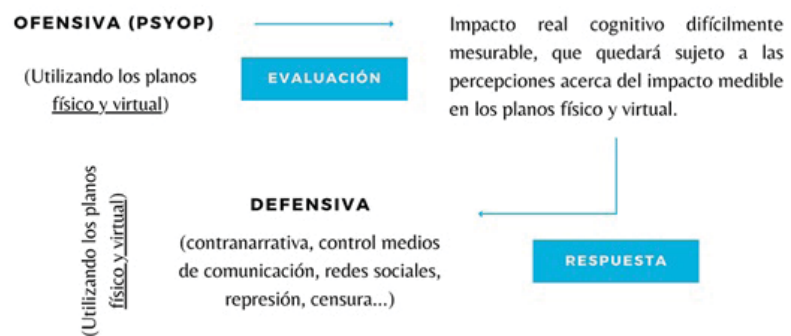 OFENSIVA (PSYOP)
(Utilizando los planos
físico y virtual)
EVALUACIÓN
Impacto real cognitivo difícilmente
mesurable, que quedará sujeto a las
percepciones acerca del impacto medible
en los planos físico y virtual.
RESPUESTA
DEFENSIVA
(contranarrativa, control medios
de comunicación, redes sociales,
represión, censura...)
(Utilizando los planos
físico y virtual)